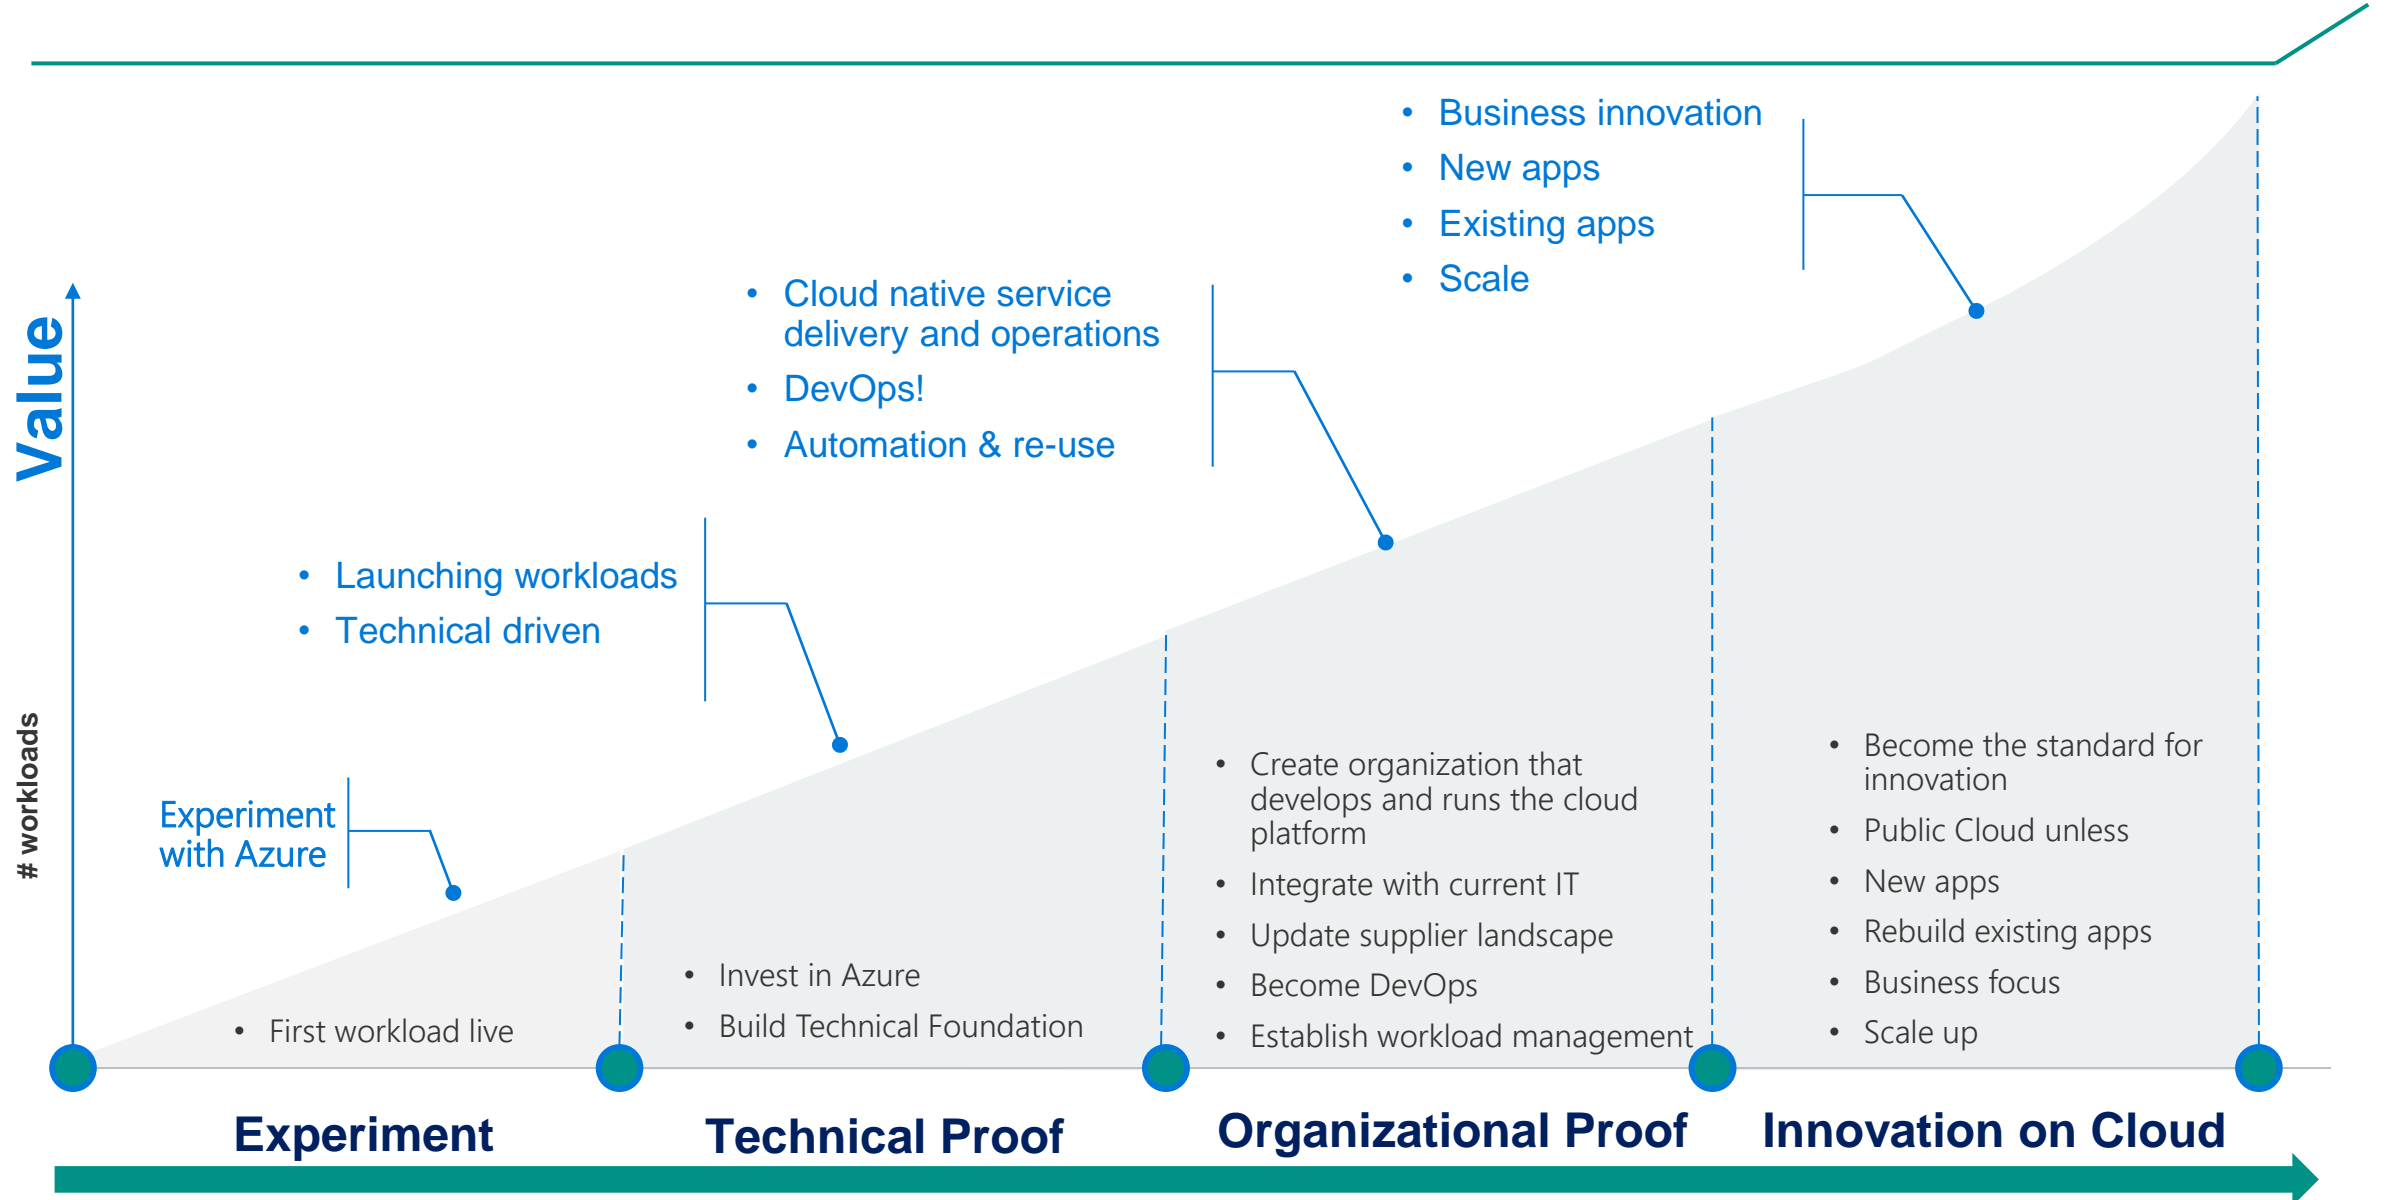 • Business innovation
• New apps
• Existing apps
• Scale
• Cloud native service
delivery and operations
• DevOps!
• Automation & re-use
Value
• Launching workloads
• Technical driven
# workloads
Experiment
with Azure
• First workload live
• Invest in Azure
• Build Technical Foundation
• Create organization that
develops and runs the cloud
platform
• Integrate with current IT
• Update supplier landscape
• Become DevOps
• Establish workload management
• Become the standard for
innovation
• Public Cloud unless
• New apps
• Rebuild existing apps
• Business focus
• Scale up
Experiment
Technical Proof
Organizational Proof
Innovation on Cloud